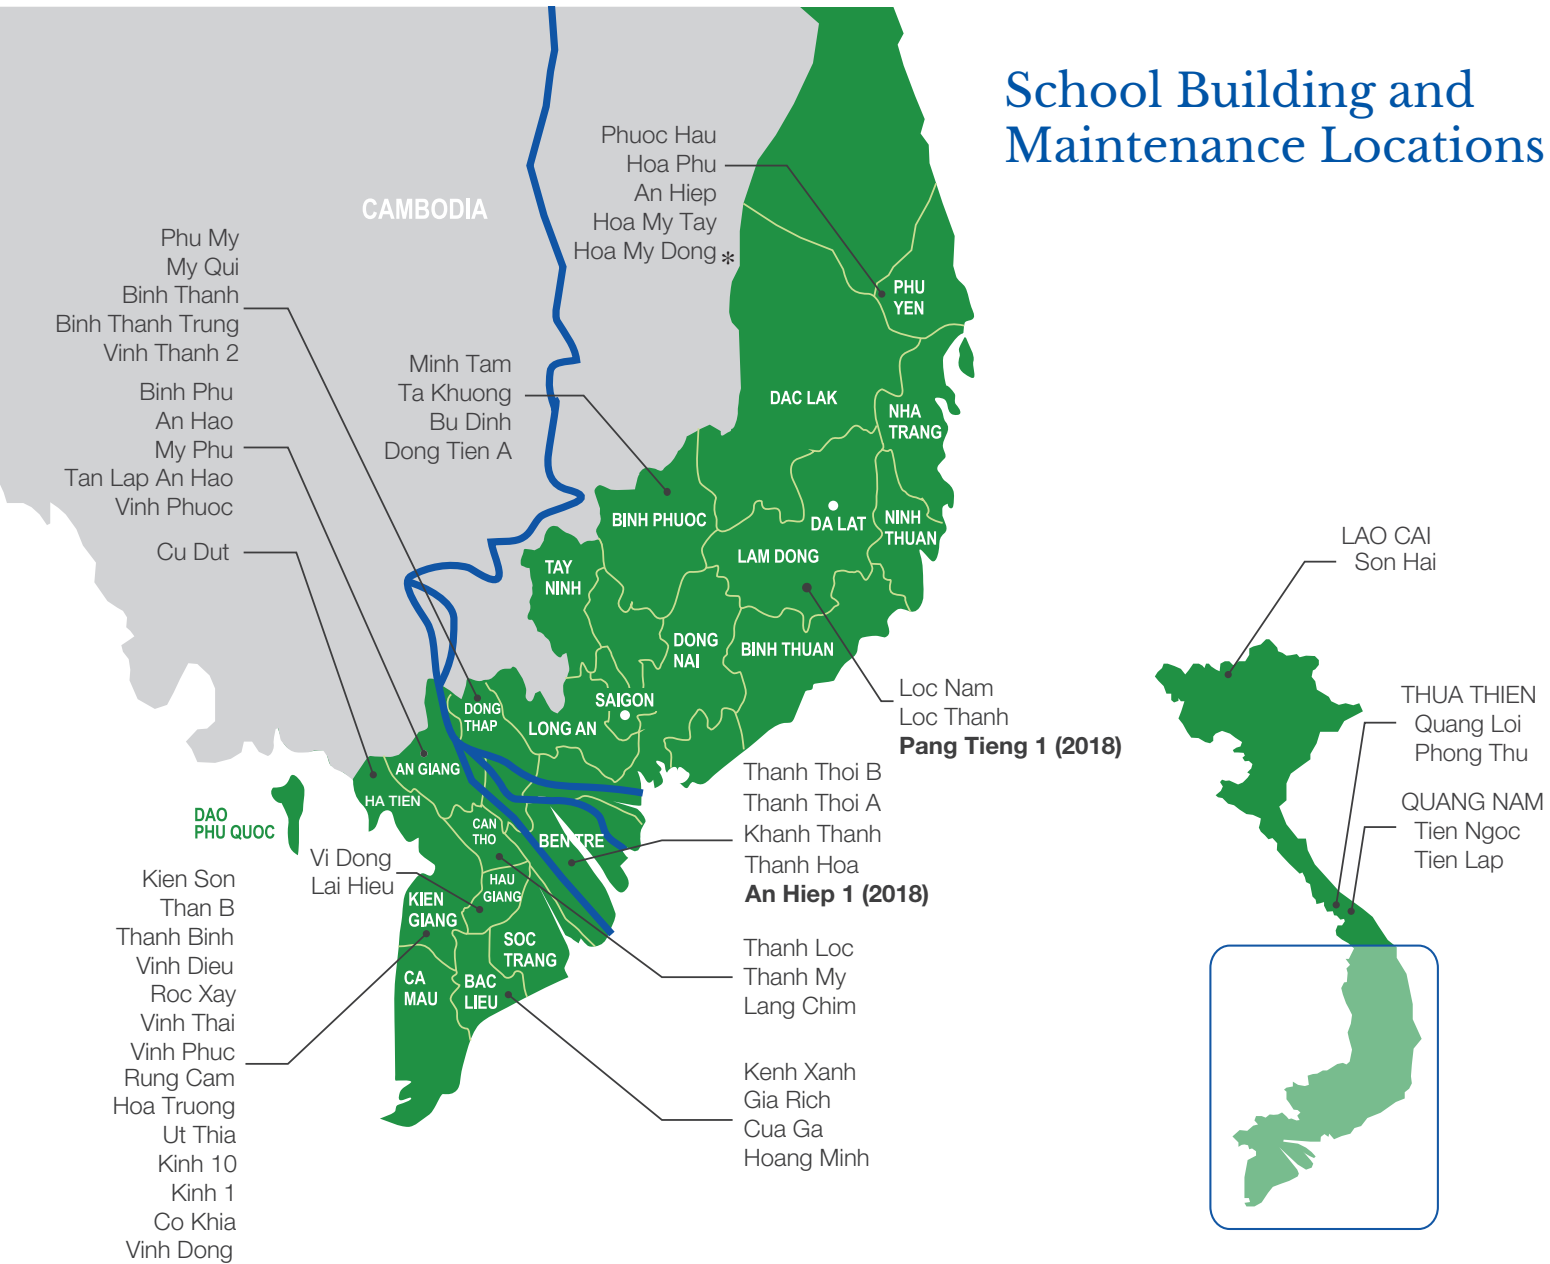 School Building and
Maintenance Locations
CAMBODIA
Phuoc Hau
Hoa Phu
An Hiep
Hoa My Tay
Hoa My Dong *
Phu My
My Qui
Binh Thanh
Binh Thanh Trung
Vinh Thanh 2
Binh Phu
An Hao
My Phu
Tan Lap An Hao
Vinh Phuoc
Cu Dut
Minh Tam
Ta Khuong
Bu Dinh
Dong Tien A
PHU
YEN
DAC LAK
NHA
TRANG
BINH PHUOC
DA LAT
NINH
THUAN
LAM DONG
TAY
NINH
DONG
NAI
BINH THUAN
SAIGON
DONG
THAP
LONG AN
AN GIANG
HA TIEN
DAO
PHU QUOC
CAN
THO
BEN TRE
HAU
GIANG
KIEN
GIANG
SOC
TRANG
CA
MAU
BAC
LIEU
Loc Nam
Loc Thanh
Pang Tieng 1 (2018)
Thanh Thoi B
Thanh Thoi A
Khanh Thanh
Thanh Hoa
An Hiep 1 (2018)
Thanh Loc
Thanh My
Lang Chim
Kenh Xanh
Gia Rich
Cua Ga
Hoang Minh
Vi Dong
Lai Hieu
Kien Son
Than B
Thanh Binh
Vinh Dieu
Roc Xay
Vinh Thai
Vinh Phuc
Rung Cam
Hoa Truong
Ut Thia
Kinh 10
Kinh 1
Co Khia
Vinh Dong
LAO CAI
Son Hai
THUA THIEN
Quang Loi
Phong Thu
QUANG NAM
Tien Ngoc
Tien Lap